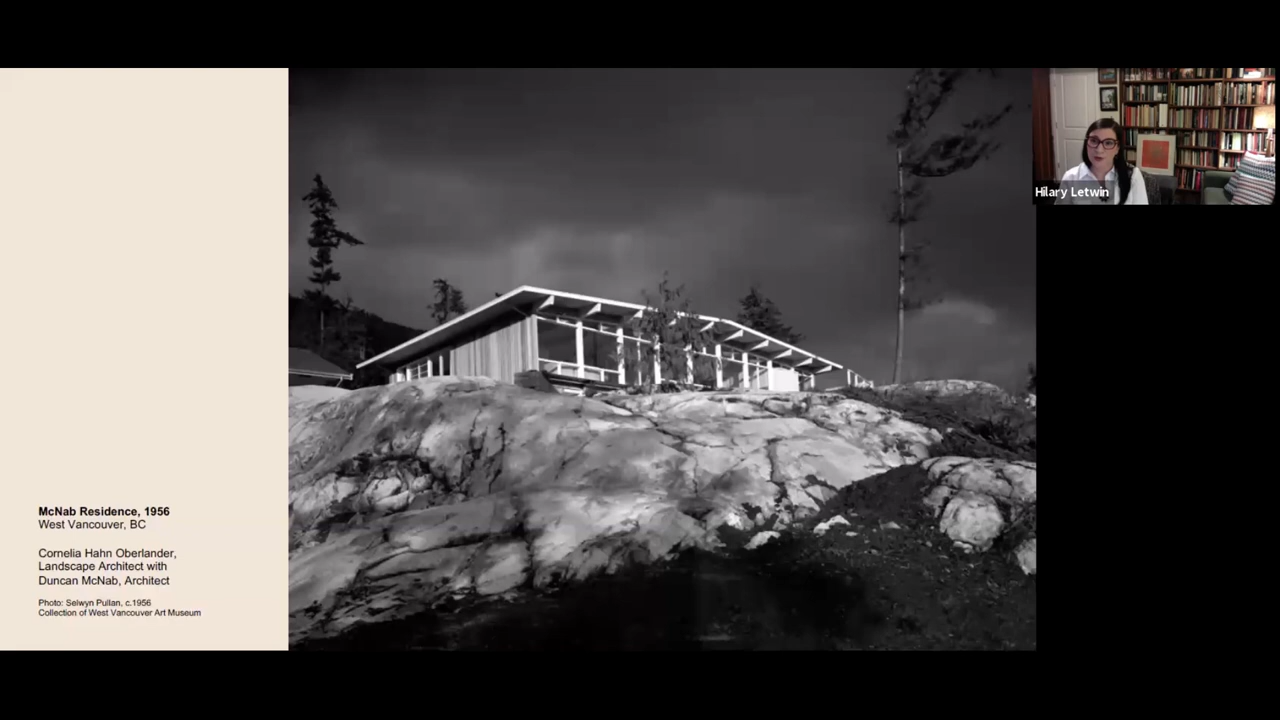 McNab Residence, 1956
West Vancouver, BC
Cornelia Hahn Oberlander,
Landscape Architect with
Duncan McNab, Architect
Photo: Selwyn Pullan, c.1956
Collection of West Vancouver Art Museum
Hilary Letwin